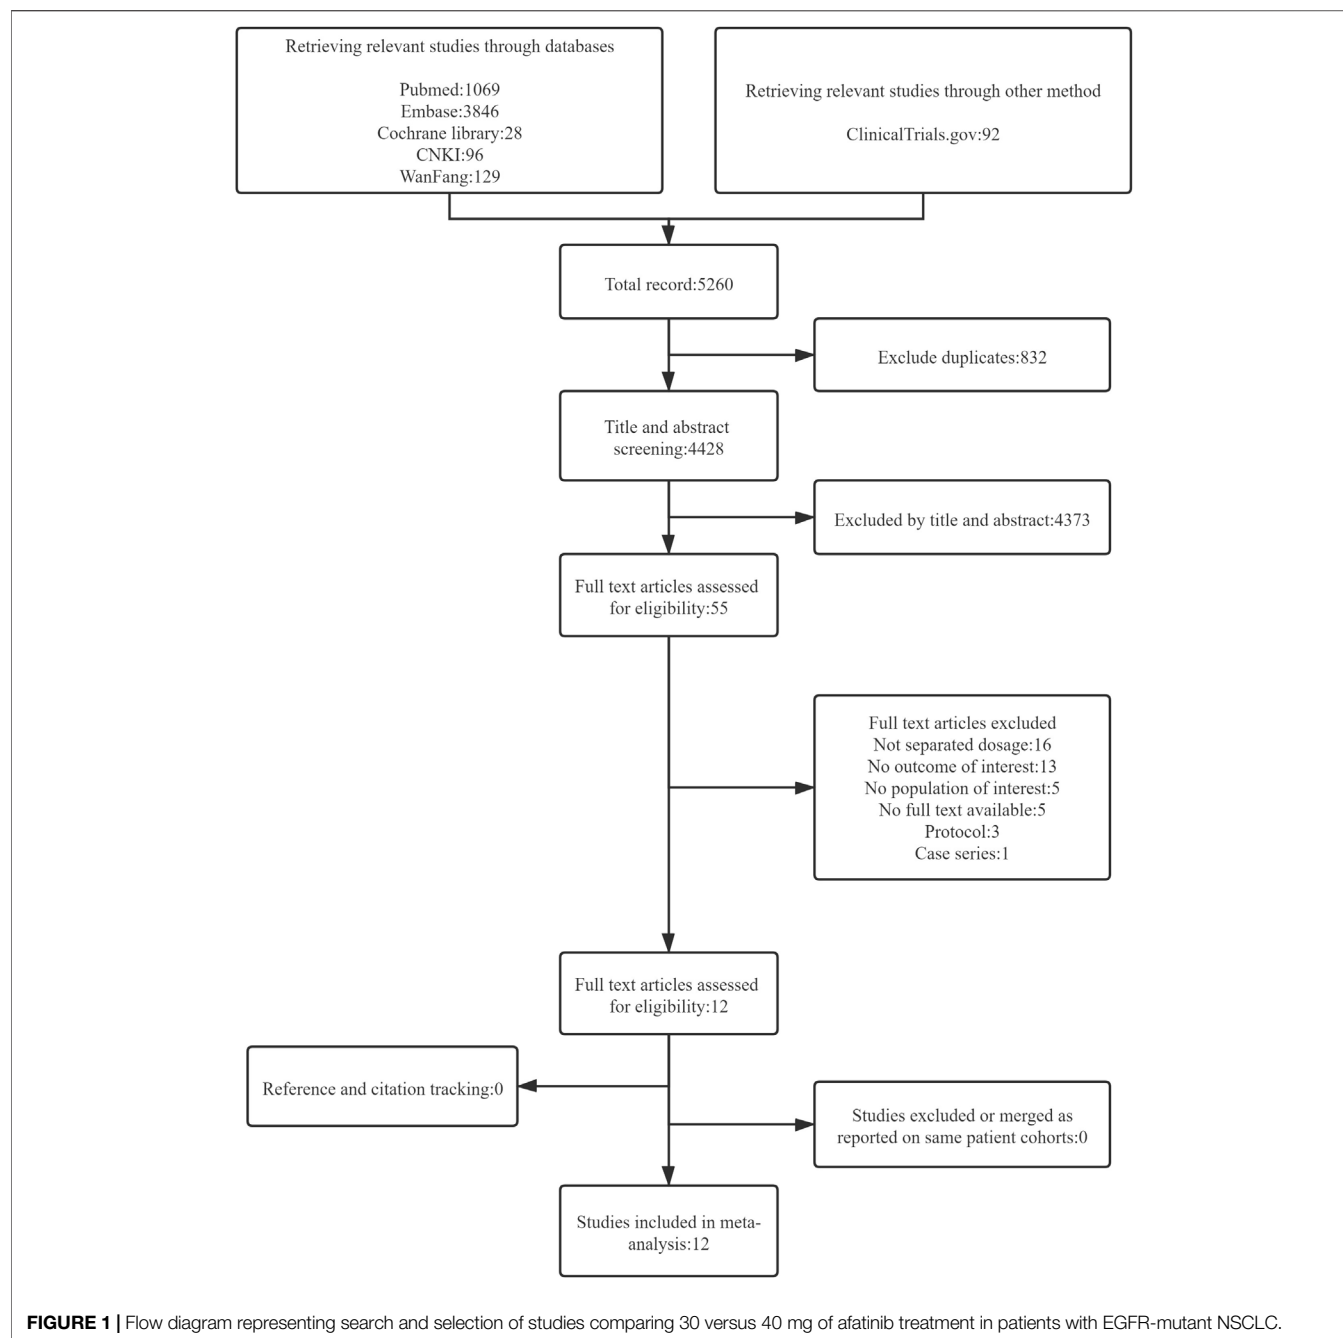 Retrieving relevant studies through databases
Pubmed:1069
Embase:3846
Cochrane library:28
CNKI:96
WanFang:129
Retrieving relevant studies through other method
ClinicalTrials.gov:92
Total record:5260
Exclude duplicates:832
Title and abstract
screening:4428
Excluded by title and abstract:4373
Full text articles assessed
for eligibility:55
Full text articles excluded
Not separated dosage:16
No outcome of interest:13
No population of interest:5
No full text available:5
Protocol:3
Case series:1
Full text articles assessed
for eligibility:12
Reference and citation tracking:0
Studies excluded or merged as
reported on same patient cohorts:0
Studies included in meta-
analysis:12
FIGURE 1 | Flow diagram representing search and selection of studies comparing 30 versus 40 mg of afatinib treatment in patients with EGFR-mutant NSCLC.